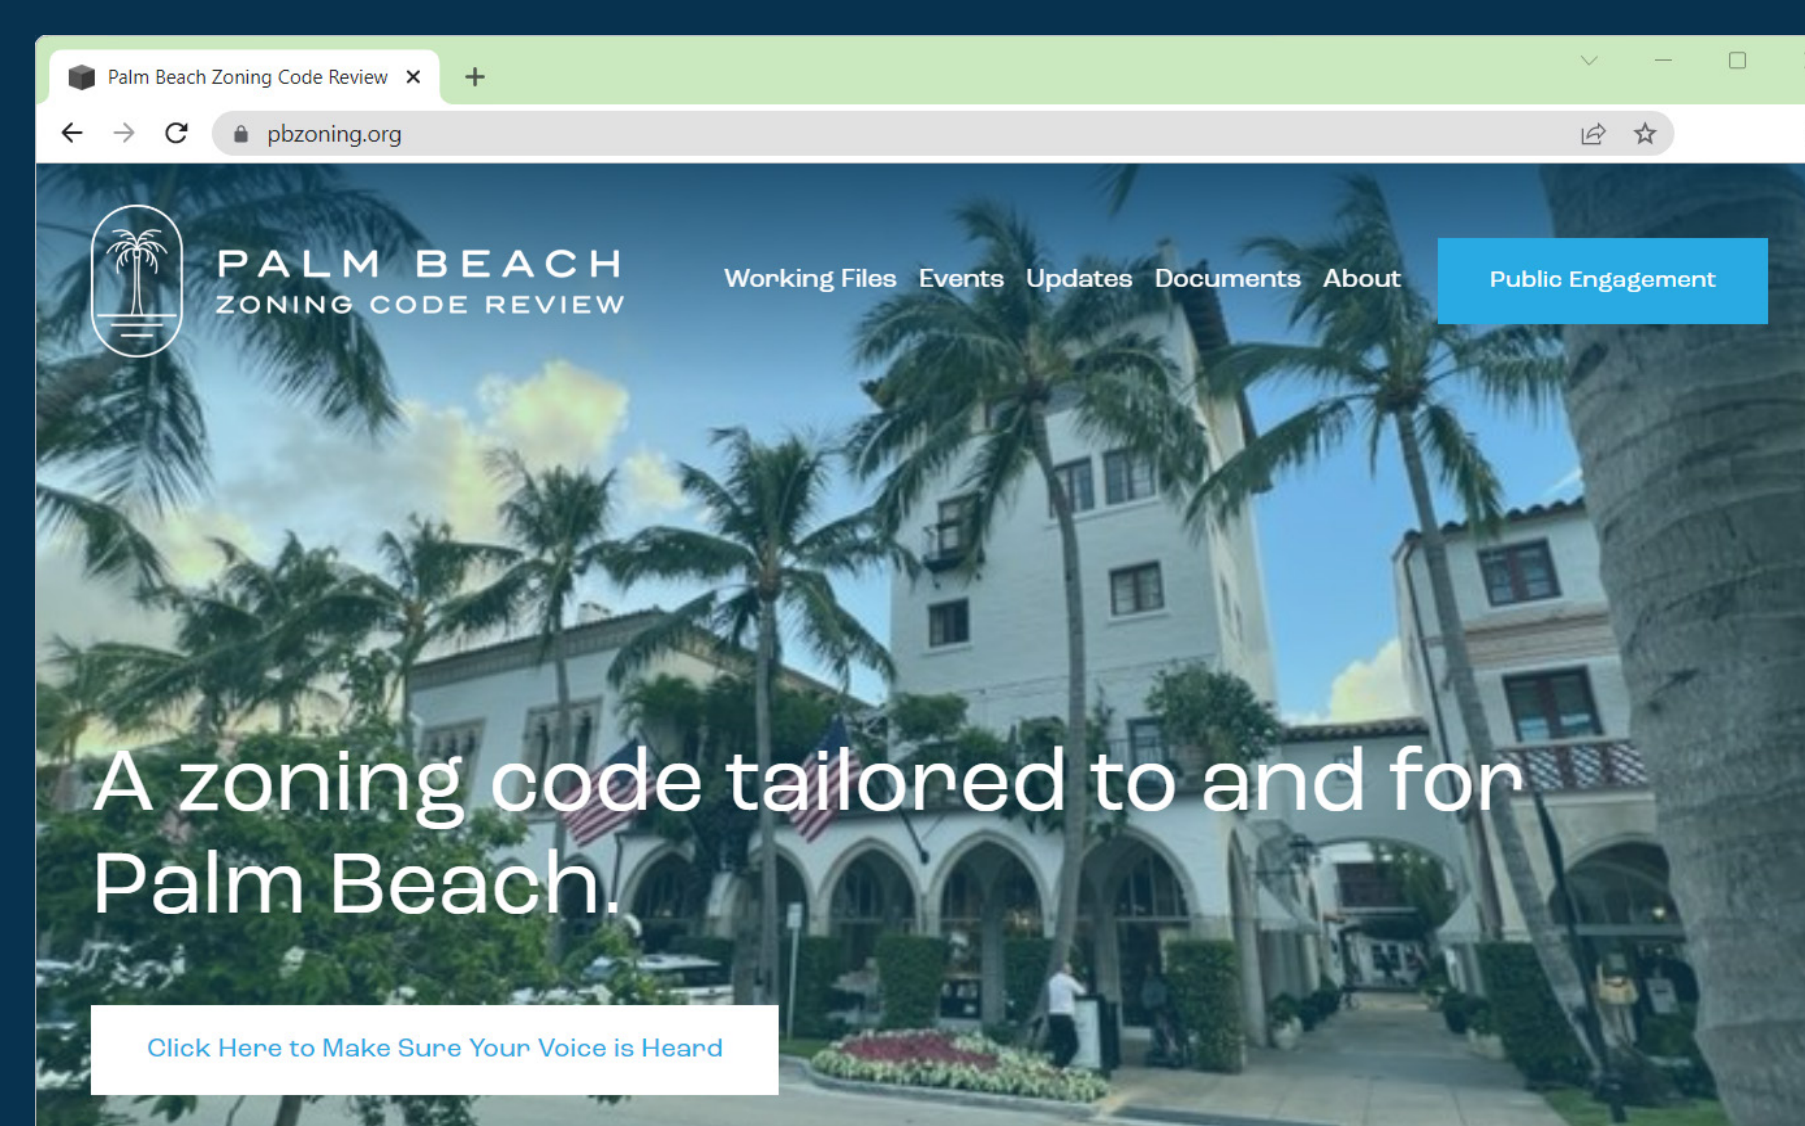 Palm Beach Zoning Code Review
pbzoning.org
PALM BEACH
ZONING CODE REVIEW
Working Files Events Updates Documents About
Public Engagement
A zoning code tailored to and for
Palm Beach.
Click Here to Make Sure Your Voice is Heard